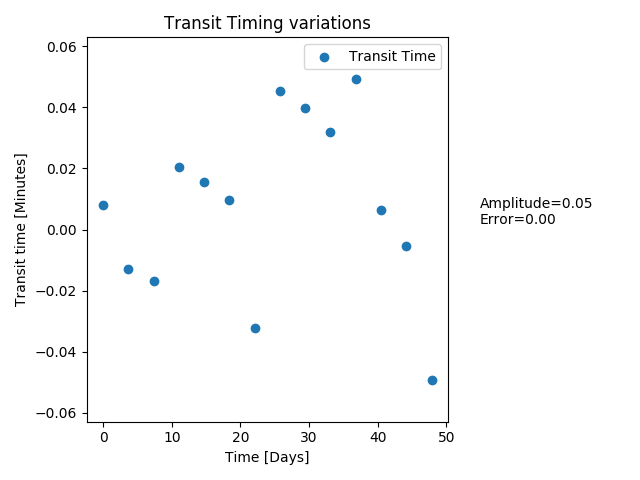 Transit Timing variations
Transit Time
Transit time [Minutes]
0.06
0.04
0.02
0.00
−0.02
−0.04
−0.06
0
10
20
30
40
50
Time [Days]
Amplitude=0.05
Error=0.00